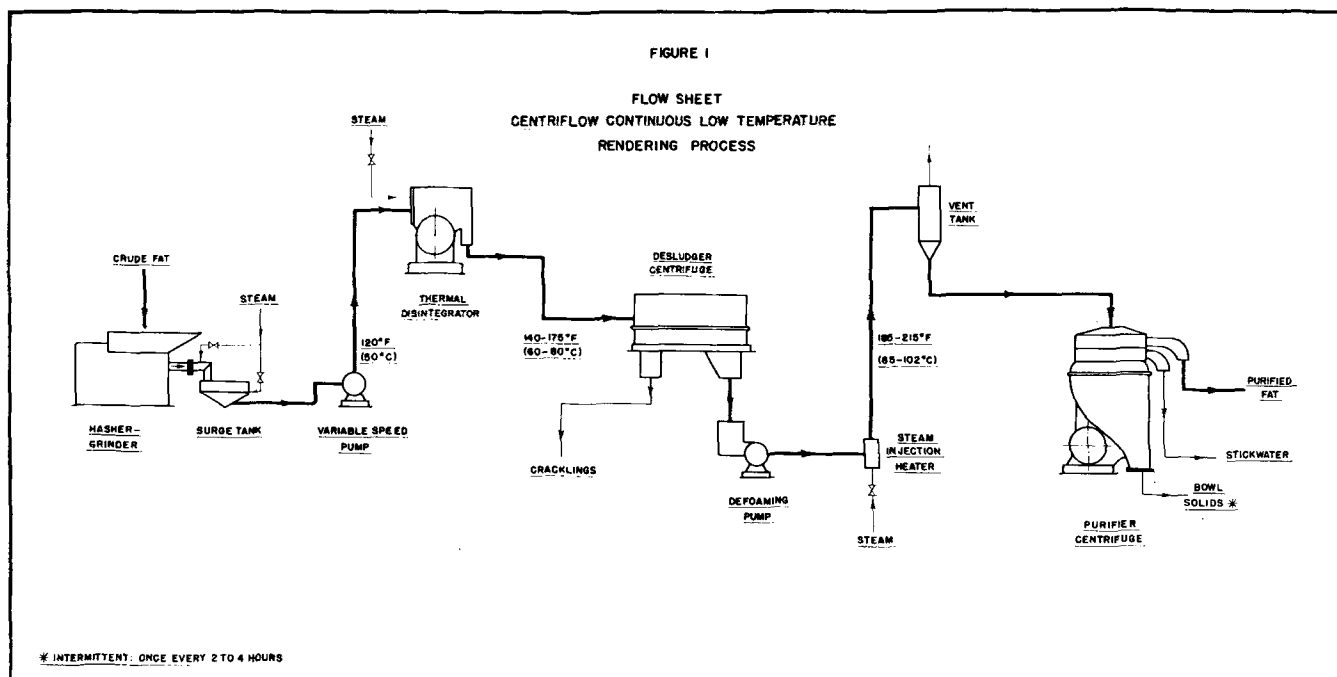 FIGURE I
FLOW SHEET
CENTRIFLOW CONTINUOUS LOW TEMPERATURE
RENDERING PROCESS
CRUDE FAT
STEAM
HASHER-
GRINDER
SURGE TANK
STEAM
120°F
(50°C)
VARIABLE SPEED
PUMP
THERMAL
DISINTEGRATOR
140-175°F
(60-80°C)
DESLUDGER
CENTRIFUGE
CRACKLINGS
DEFOAMING
PUMP
185-215°F
(85-102°C)
STEAM
INJECTION
HEATER
STEAM
VENT
TANK
PURIFIED
FAT
STICKWATER
BOWL
SOLIDS *
PURIFIER
CENTRIFUGE
* INTERMITTENT: ONCE EVERY 2 TO 4 HOURS